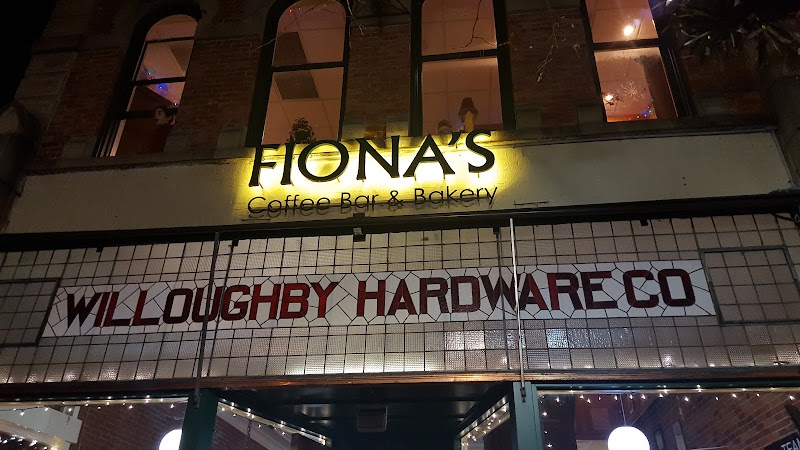 FIONA'S
Coffee Bar & Bakery
WILLOUGHBY HARDWARE CO